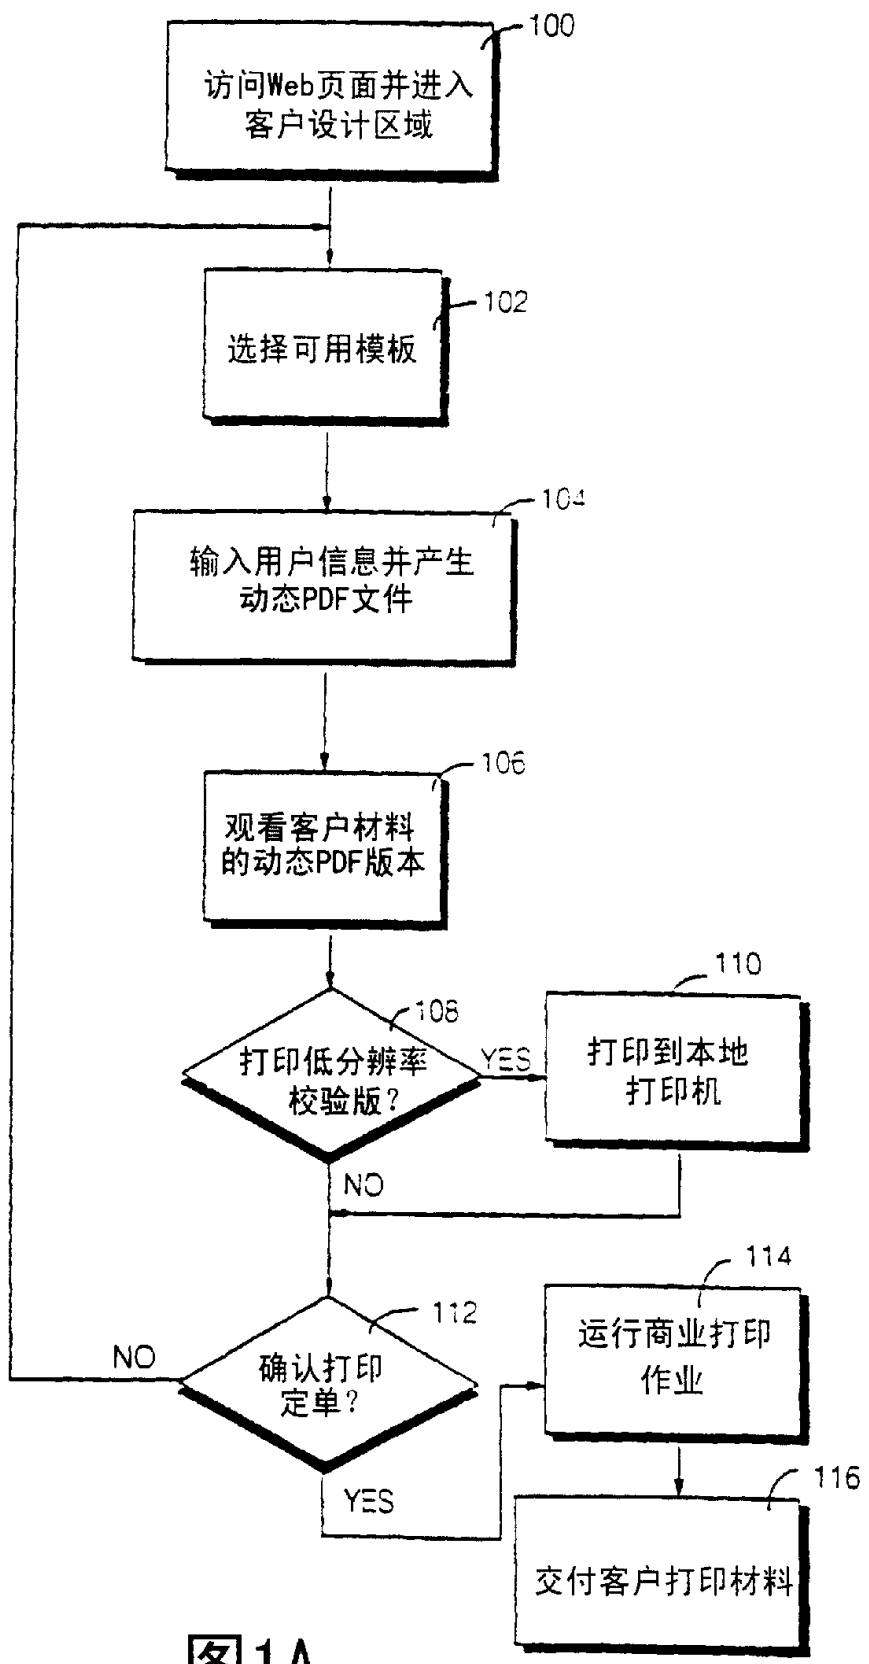 100
访问Web页面并进入
客户设计区域
102
选择可用模板
104
输入用户信息并产生
动态PDF文件
106
观看客户材料
的动态PDF版本
108
打印低分辨率
校验版?
YES
110
打印到本地
打印机
NO
112
确认打印
定单?
NO
YES
114
运行商业打印
作业
116
交付客户打印材料
图1A